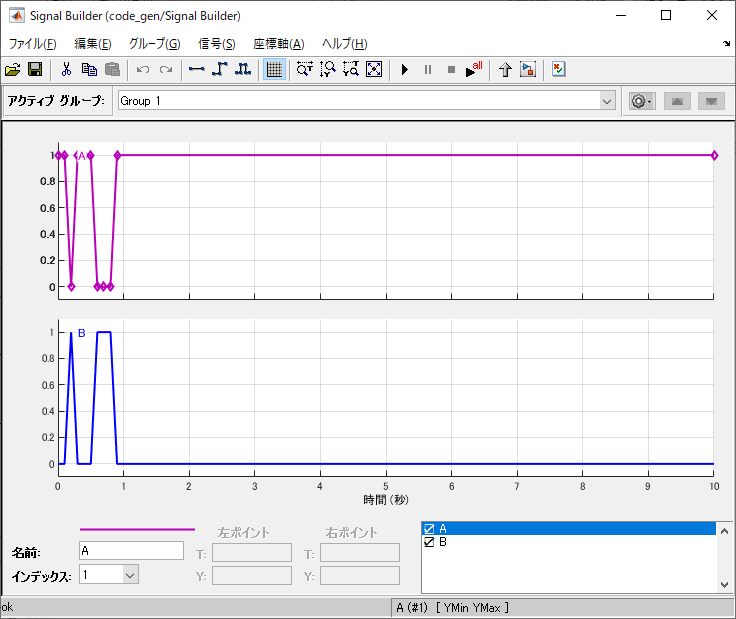 Signal Builder (code_gen/Signal Builder)
ファイル(F) 編集(E) グループ(G) 信号(S) 座標軸(A) ヘルプ(H)
all
アクティブ グループ: Group 1
1
A
0.8
0.6
0.4
0.2
0
1
B
0.8
0.6
0.4
0.2
0
0 1 2 3 4 5 6 7 8 9 10
時間 (秒)
左ポイント 右ポイント
名前: A T: T:
インデックス: 1 Y: Y:
A
B
ok A (#1) [ YMin YMax ]